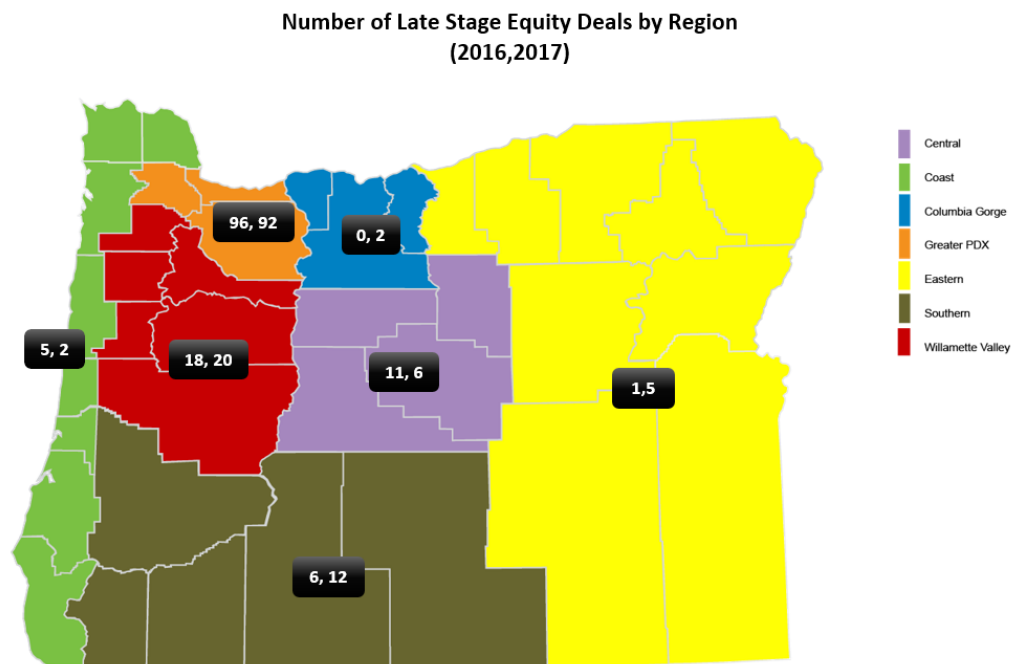 Number of Late Stage Equity Deals by Region
(2016,2017)
Central
Coast
Columbia Gorge
Greater PDX
Eastern
Southern
Willamette Valley
96, 92
0, 2
5, 2
18, 20
11, 6
1,5
6, 12